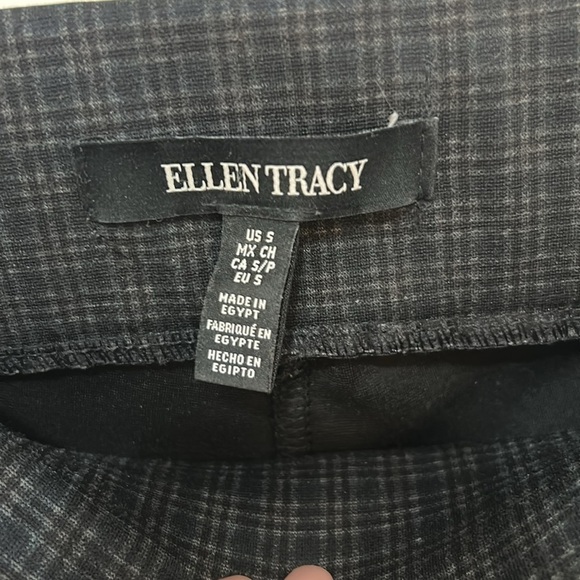 ELLEN TRACY
US S
MX CH
CA S/P
EU S
MADE IN
EGYPT
FABRIQUÉ EN
EGYPTE
HECHO EN
EGIPTO